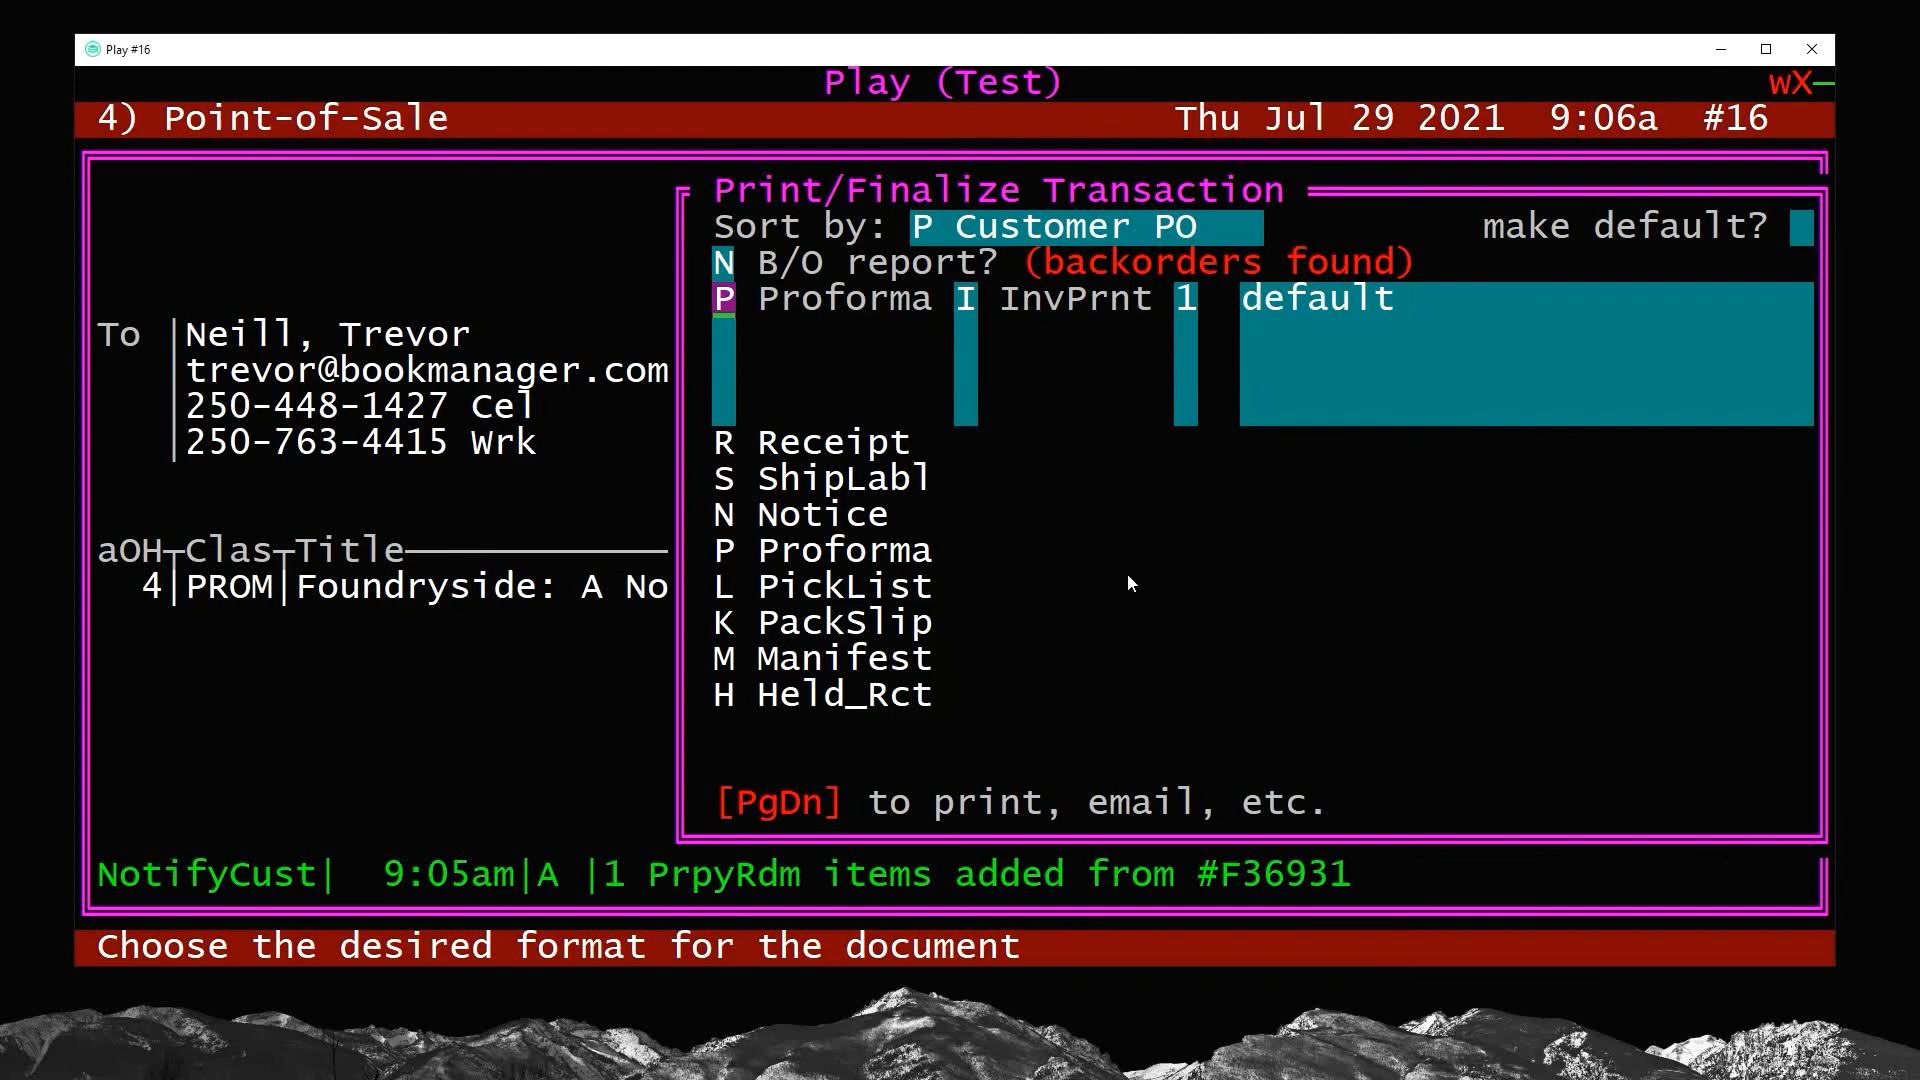 Play #16
Play (Test) wX
4) Point-of-Sale Thu Jul 29 2021 9:06a #16
Print/Finalize Transaction
Sort by: P Customer PO make default?
N B/O report? (backorders found)
P Proforma I InvPrnt 1 default
To |Neill, Trevor
|trevor@bookmanager.com
|250-448-1427 Cel
|250-763-4415 Wrk
R Receipt
S ShipLabl
N Notice
aOH Clas Title
P Proforma
4|PROM|Foundryside: A No
L PickList
K PackSlip
M Manifest
H Held_Rct
[PgDn] to print, email, etc.
NotifyCust| 9:05am|A |1 PrpyRdm items added from #F36931
Choose the desired format for the document